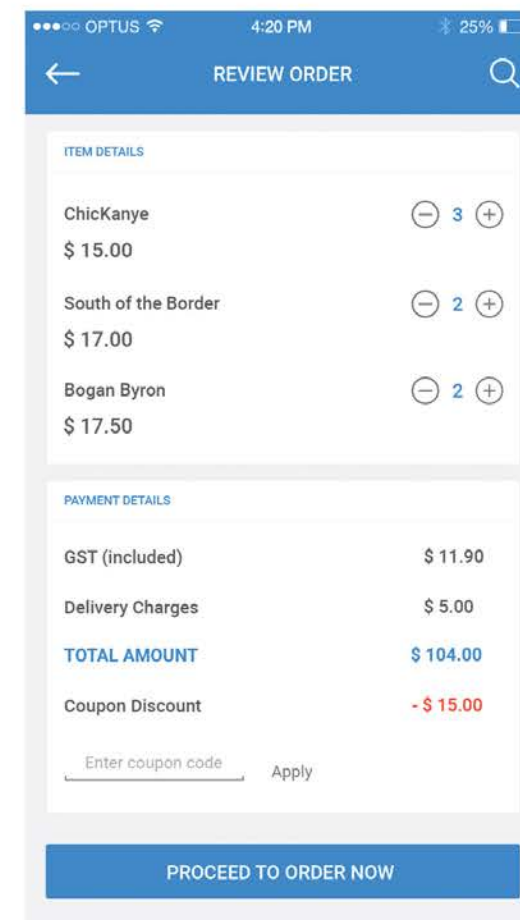 OPTUS 4:20 PM 25%
REVIEW ORDER
ITEM DETAILS
ChicKanye 3
$ 15.00
South of the Border 2
$ 17.00
Bogan Byron 2
$ 17.50
PAYMENT DETAILS
GST (included) $ 11.90
Delivery Charges $ 5.00
TOTAL AMOUNT $ 104.00
Coupon Discount - $ 15.00
Enter coupon code Apply
PROCEED TO ORDER NOW